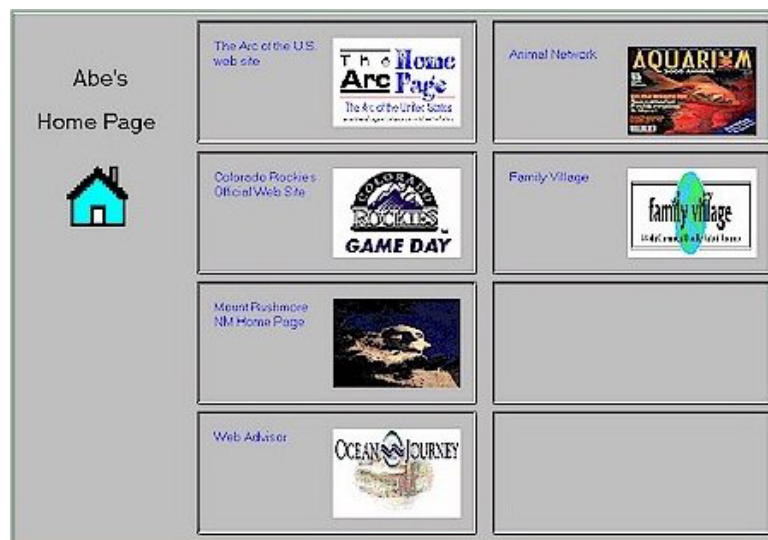 Abe's
Home Page
The Arc of the U.S.
web site
The Home
Arc Page
The Arc of the United States
Animal Network
AQUARIUM
Colorado Rockies
Official Web Site
COLORADO
ROCKIES
GAME DAY
Family Village
family village
Mount Rushmore
NM Home Page
Web Advisor
OCEAN JOURNEY